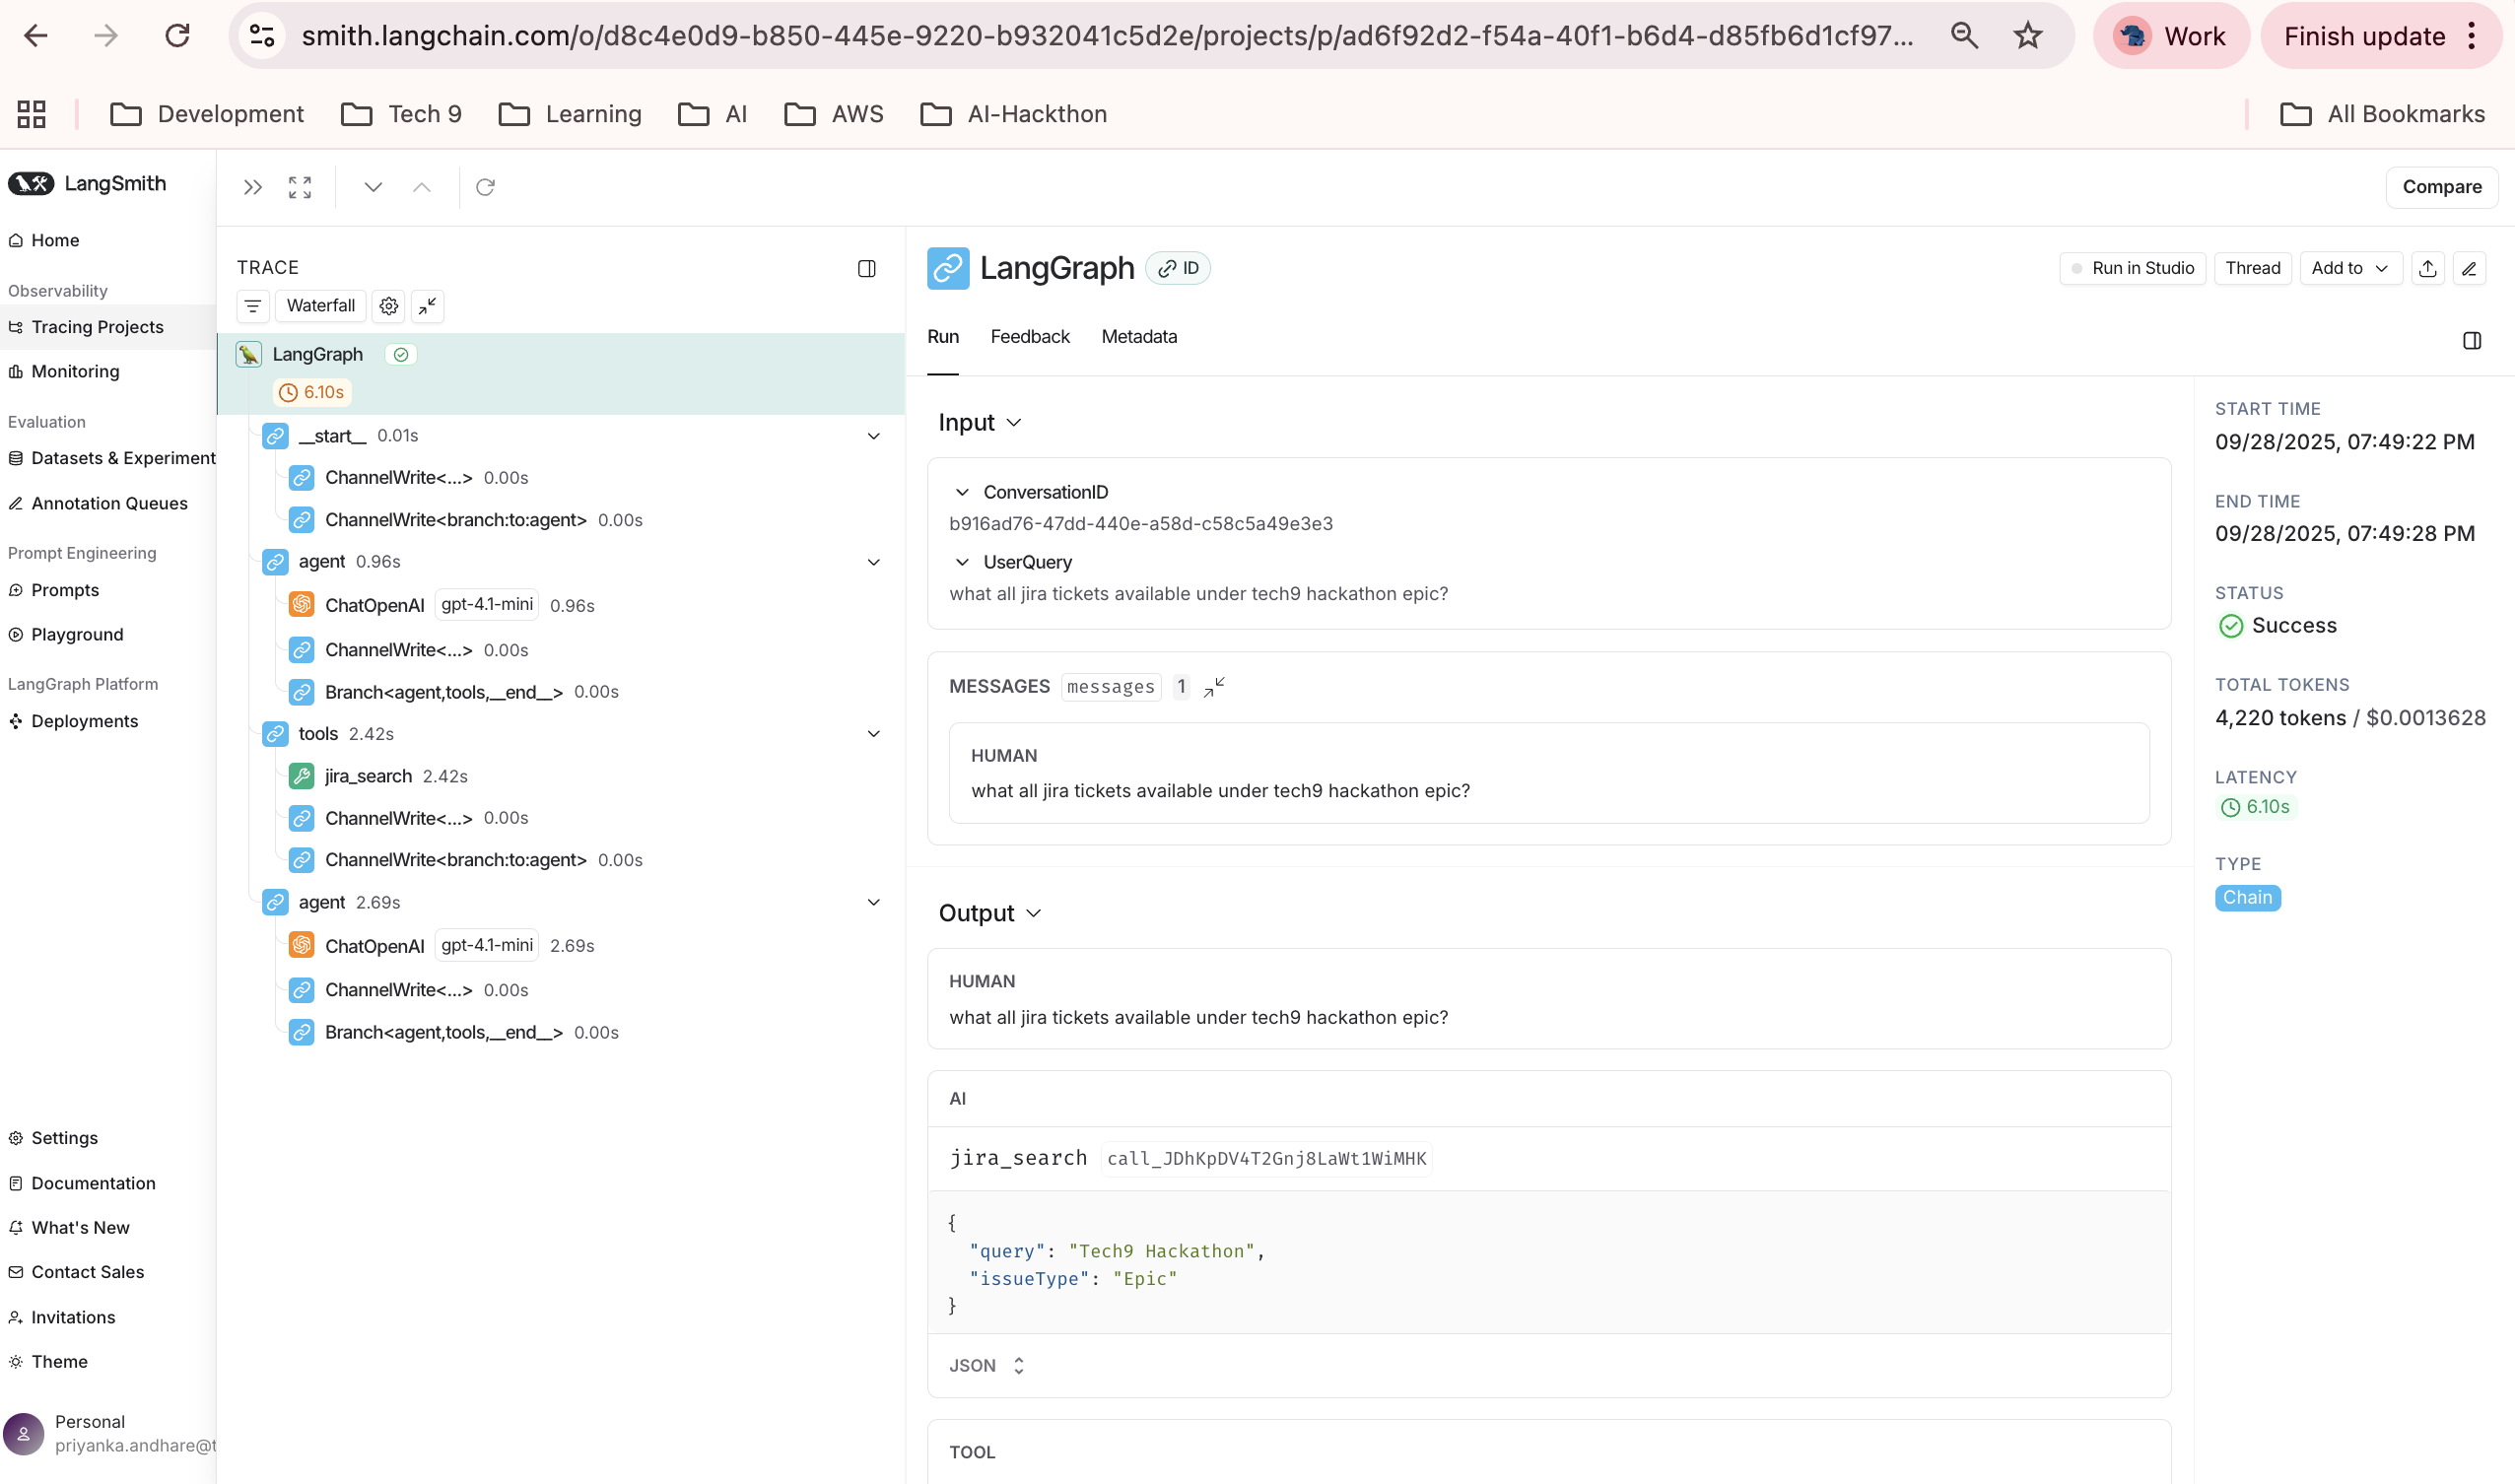 smith.langchain.com/o/d8c4e0d9-b850-445e-9220-b932041c5d2e/projects/p/ad6f92d2-f54a-40f1-b6d4-d85fb6d1cf97...
Work
Finish update
Development
Tech 9
Learning
AI
AWS
AI-Hackthon
All Bookmarks
LangSmith
Home
Observability
Tracing Projects
Monitoring
Evaluation
Datasets & Experiment
Annotation Queues
Prompt Engineering
Prompts
Playground
LangGraph Platform
Deployments
Settings
Documentation
What's New
Contact Sales
Invitations
Theme
Personal
priyanka.andhare@t
Compare
TRACE
Waterfall
LangGraph
6.10s
__start__ 0.01s
ChannelWrite<...> 0.00s
ChannelWrite<branch:to:agent> 0.00s
agent 0.96s
ChatOpenAI gpt-4.1-mini 0.96s
ChannelWrite<...> 0.00s
Branch<agent,tools,__end__> 0.00s
tools 2.42s
jira_search 2.42s
ChannelWrite<...> 0.00s
ChannelWrite<branch:to:agent> 0.00s
agent 2.69s
ChatOpenAI gpt-4.1-mini 2.69s
ChannelWrite<...> 0.00s
Branch<agent,tools,__end__> 0.00s
LangGraph ID
Run in Studio
Thread
Add to
Run Feedback Metadata
Input
ConversationID
b916ad76-47dd-440e-a58d-c58c5a49e3e3
UserQuery
what all jira tickets available under tech9 hackathon epic?
MESSAGES messages 1
HUMAN
what all jira tickets available under tech9 hackathon epic?
Output
HUMAN
what all jira tickets available under tech9 hackathon epic?
AI
jira_search call_JDhKpDV4T2Gnj8LaWt1WiMHK
{
"query": "Tech9 Hackathon",
"issueType": "Epic"
}
JSON
TOOL
START TIME
09/28/2025, 07:49:22 PM
END TIME
09/28/2025, 07:49:28 PM
STATUS
Success
TOTAL TOKENS
4,220 tokens / $0.0013628
LATENCY
6.10s
TYPE
Chain